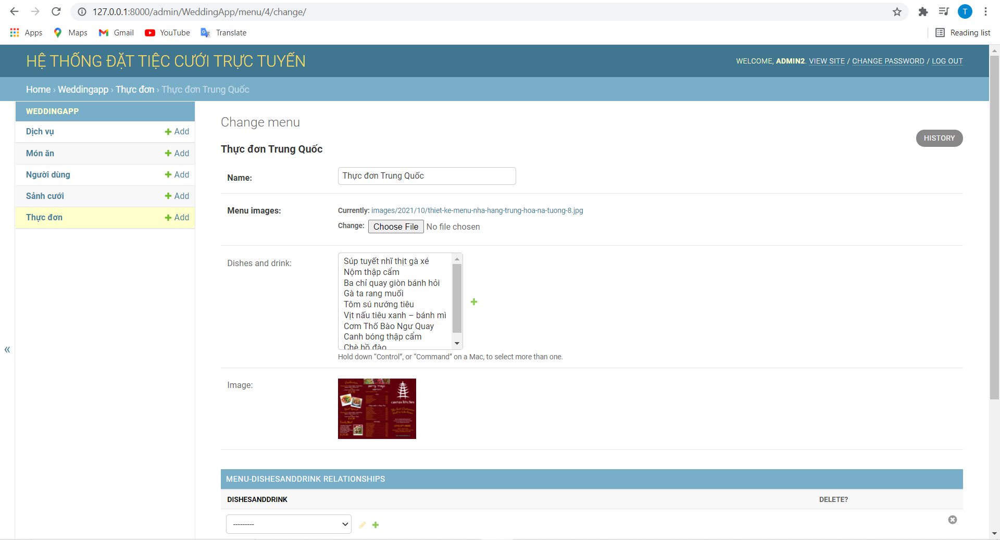 127.0.0.1:8000/admin/WeddingApp/menu/4/change/
T
Apps
Maps
Gmail
YouTube
Translate
Reading list
HỆ THỐNG ĐẶT TIỆC CƯỚI TRỰC TUYẾN
WELCOME, ADMIN2. VIEW SITE / CHANGE PASSWORD / LOG OUT
Home › Weddingapp › Thực đơn › Thực đơn Trung Quốc
WEDDINGAPP
Dịch vụ
Add
Món ăn
Add
Người dùng
Add
Sảnh cưới
Add
Thực đơn
Add
«
Change menu
HISTORY
Thực đơn Trung Quốc
Name:
Thực đơn Trung Quốc
Menu images:
Currently: images/2021/10/thiet-ke-menu-nha-hang-trung-hoa-na-tuong-8.jpg
Change: Choose File No file chosen
Dishes and drink:
Súp tuyết nhĩ thịt gà xé
Nộm thập cẩm
Ba chỉ quay giòn bánh hỏi
Gà ta rang muối
Tôm sú nướng tiêu
Vịt nấu tiêu xanh – bánh mì
Cơm Thố Bào Ngư Quay
Canh bóng thập cẩm
Chè hồ đào
Hold down “Control”, or “Command” on a Mac, to select more than one.
Image:
MENU-DISHESANDDRINK RELATIONSHIPS
DISHESANDDRINK
DELETE?
---------